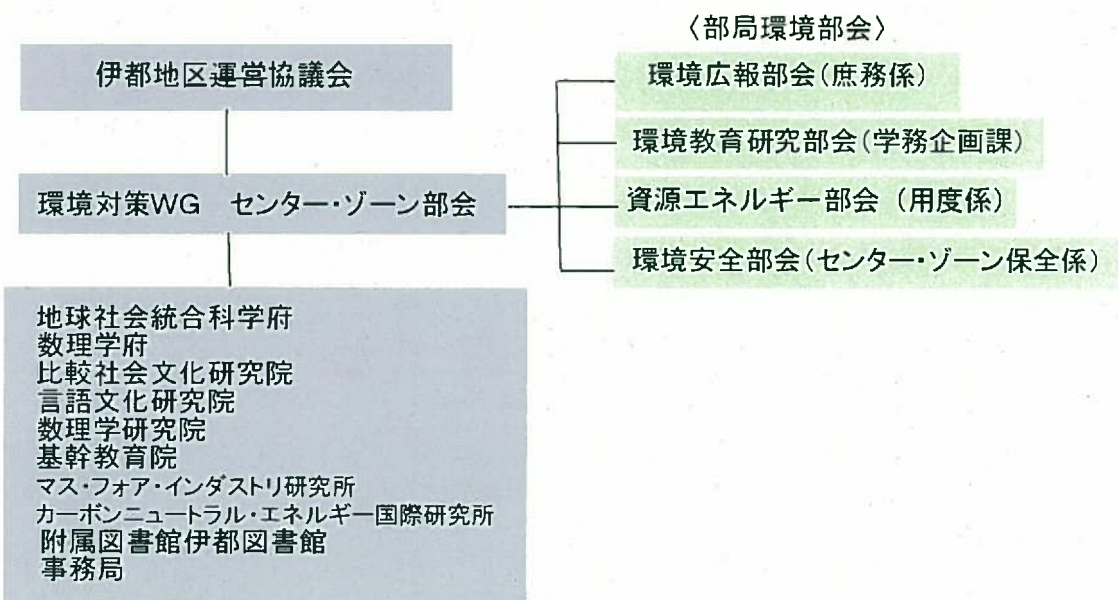 伊都地区運営協議会
環境対策WG　センター・ゾーン部会
地球社会統合科学府
数理学府
比較社会文化研究院
言語文化研究院
数理学研究院
基幹教育院
マス・フォア・インダストリ研究所
カーボンニュートラル・エネルギー国際研究所
附属図書館伊都図書館
事務局
〈部局環境部会〉
環境広報部会(庶務係)
環境教育研究部会(学務企画課)
資源エネルギー部会 (用度係)
環境安全部会(センター・ゾーン保全係)